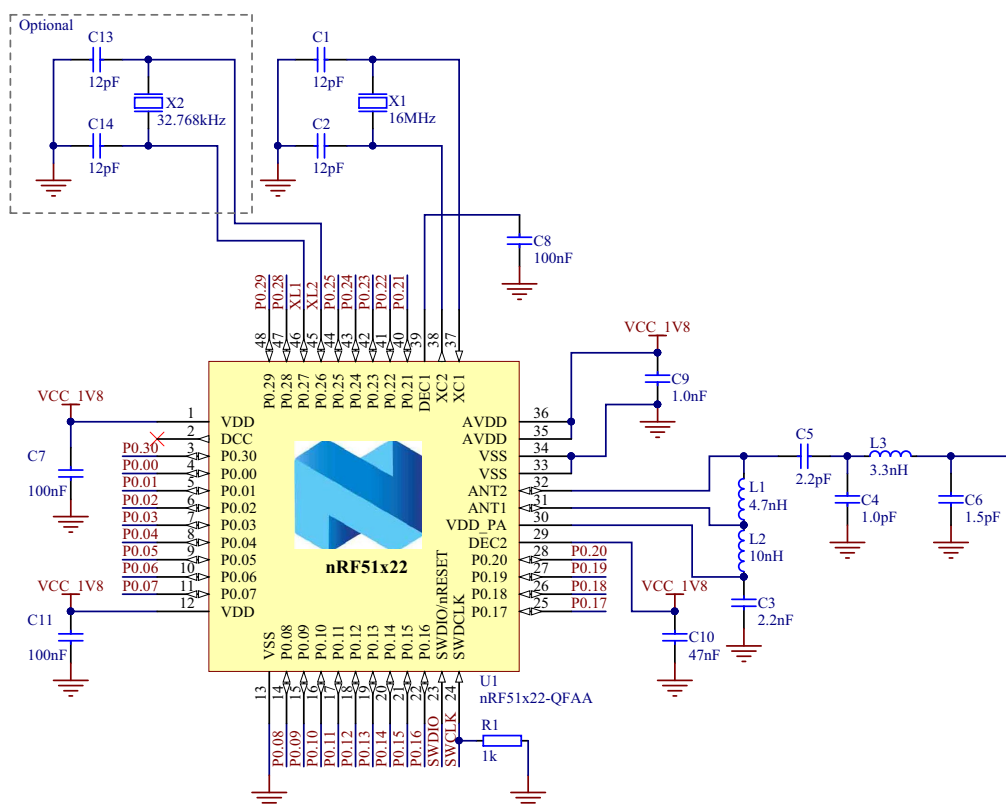 Optional
C13
12pF
X2
32.768kHz
C14
12pF
C1
12pF
X1
16MHz
C2
12pF
C8
100nF
P0.29
P0.28
XL1
XL2
P0.25
P0.24
P0.23
P0.22
P0.21
48
47
46
45
44
43
42
41
40
39
38
37
P0.29
P0.28
P0.27
P0.26
P0.25
P0.24
P0.23
P0.22
P0.21
DEC1
XC2
XC1
VCC_1V8
C7
100nF
VCC_1V8
C11
100nF
P0.30
P0.00
P0.01
P0.02
P0.03
P0.04
P0.05
P0.06
P0.07
1
2
3
4
5
6
7
8
9
10
11
12
VDD
DCC
P0.30
P0.00
P0.01
P0.02
P0.03
P0.04
P0.05
P0.06
P0.07
VDD
nRF51x22
AVDD
AVDD
VSS
VSS
ANT2
ANT1
VDD_PA
DEC2
P0.20
P0.19
P0.18
P0.17
36
35
34
33
32
31
30
29
28
27
26
25
P0.20
P0.19
P0.18
P0.17
VCC_1V8
C9
1.0nF
C5
2.2pF
L3
3.3nH
L1
4.7nH
L2
10nH
C4
1.0pF
C6
1.5pF
C3
2.2nF
VCC_1V8
C10
47nF
VSS
P0.08
P0.09
P0.10
P0.11
P0.12
P0.13
P0.14
P0.15
P0.16
SWDIO/nRESET
SWDCLK
13
14
15
16
17
18
19
20
21
22
23
24
P0.08
P0.09
P0.10
P0.11
P0.12
P0.13
P0.14
P0.15
P0.16
SWDIO
SWCLK
U1
nRF51x22-QFAA
R1
1k